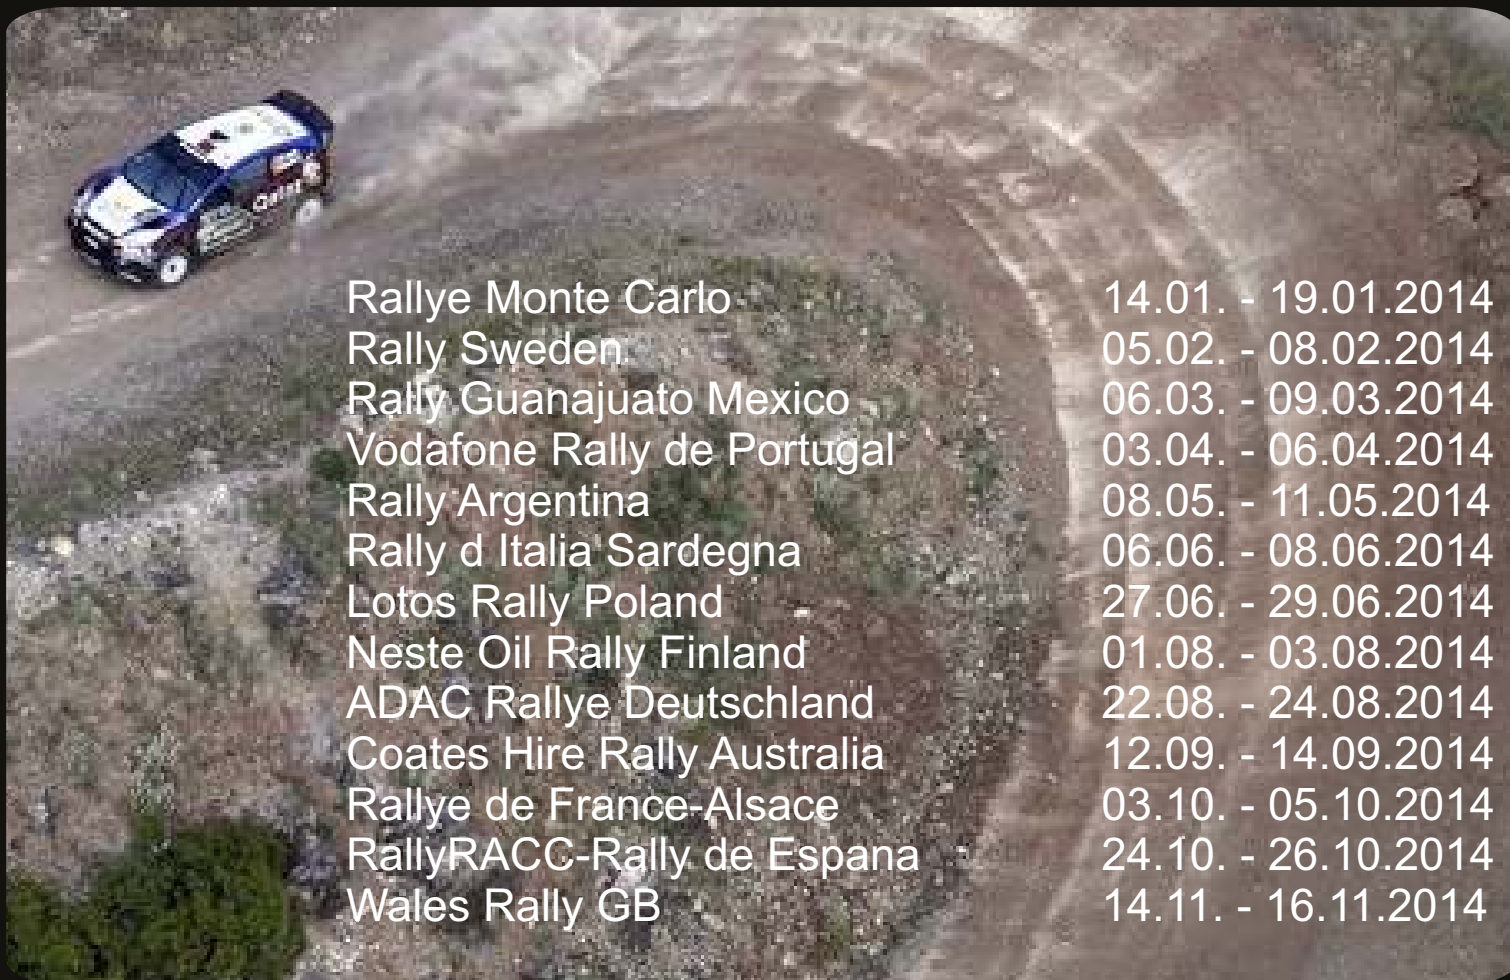 Rallye Monte Carlo 14.01. - 19.01.2014
Rally Sweden 05.02. - 08.02.2014
Rally Guanajuato Mexico 06.03. - 09.03.2014
Vodafone Rally de Portugal 03.04. - 06.04.2014
Rally Argentina 08.05. - 11.05.2014
Rally d Italia Sardegna 06.06. - 08.06.2014
Lotos Rally Poland 27.06. - 29.06.2014
Neste Oil Rally Finland 01.08. - 03.08.2014
ADAC Rallye Deutschland 22.08. - 24.08.2014
Coates Hire Rally Australia 12.09. - 14.09.2014
Rallye de France-Alsace 03.10. - 05.10.2014
RallyRACC-Rally de Espana 24.10. - 26.10.2014
Wales Rally GB 14.11. - 16.11.2014